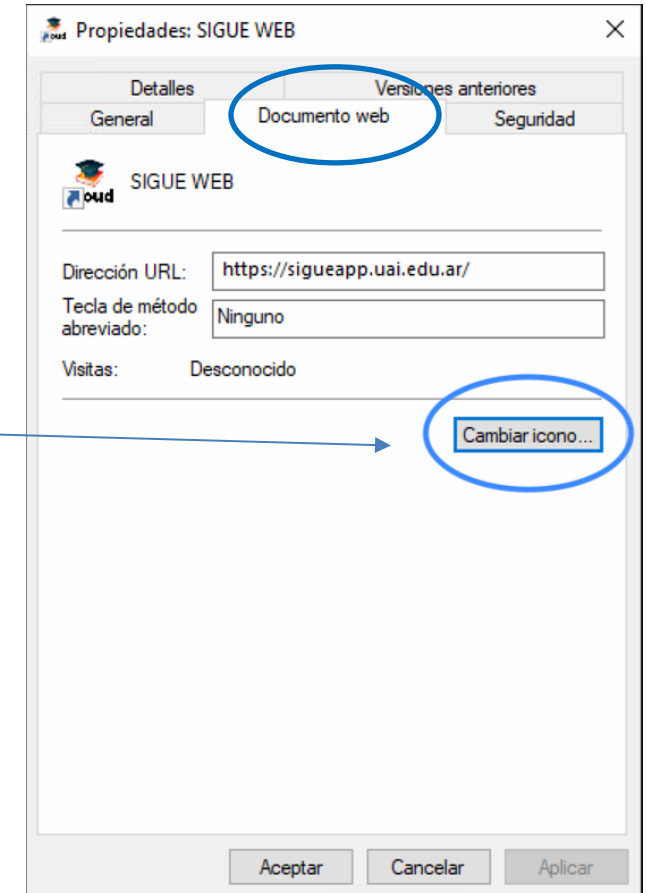 Propiedades: SIGUE WEB
Detalles
Versiones anteriores
General
Documento web
Seguridad
oud
SIGUE WEB
Dirección URL:
https://sigueapp.uai.edu.ar/
Tecla de método abreviado:
Ninguno
Visitas:
Desconocido
Cambiar icono...
Aceptar
Cancelar
Aplicar